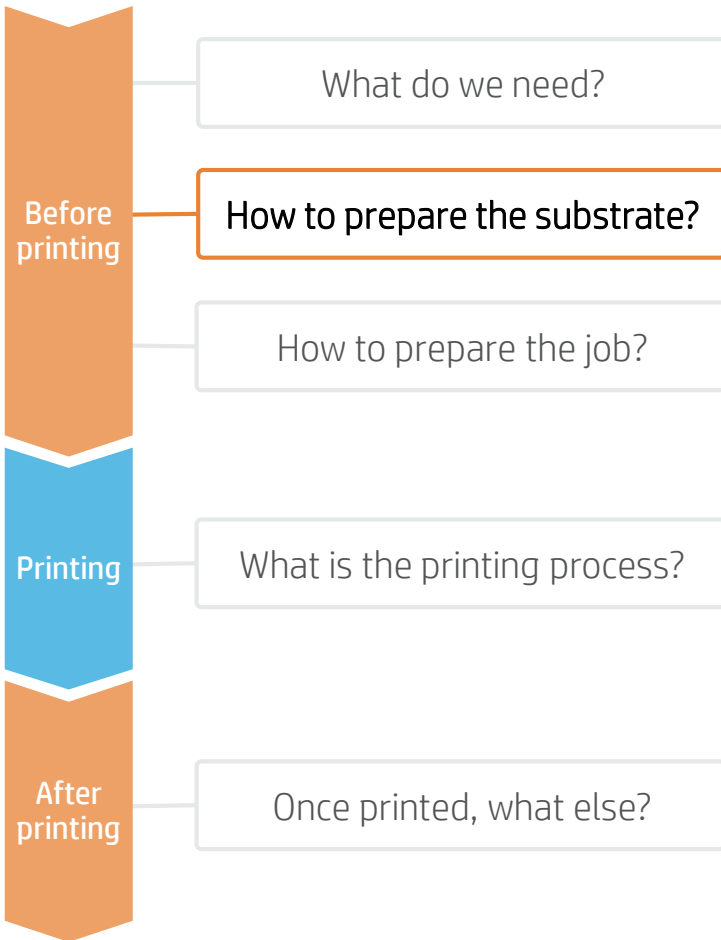 What do we need?
Before
printing
How to prepare the substrate?
How to prepare the job?
Printing
What is the printing process?
After
printing
Once printed, what else?